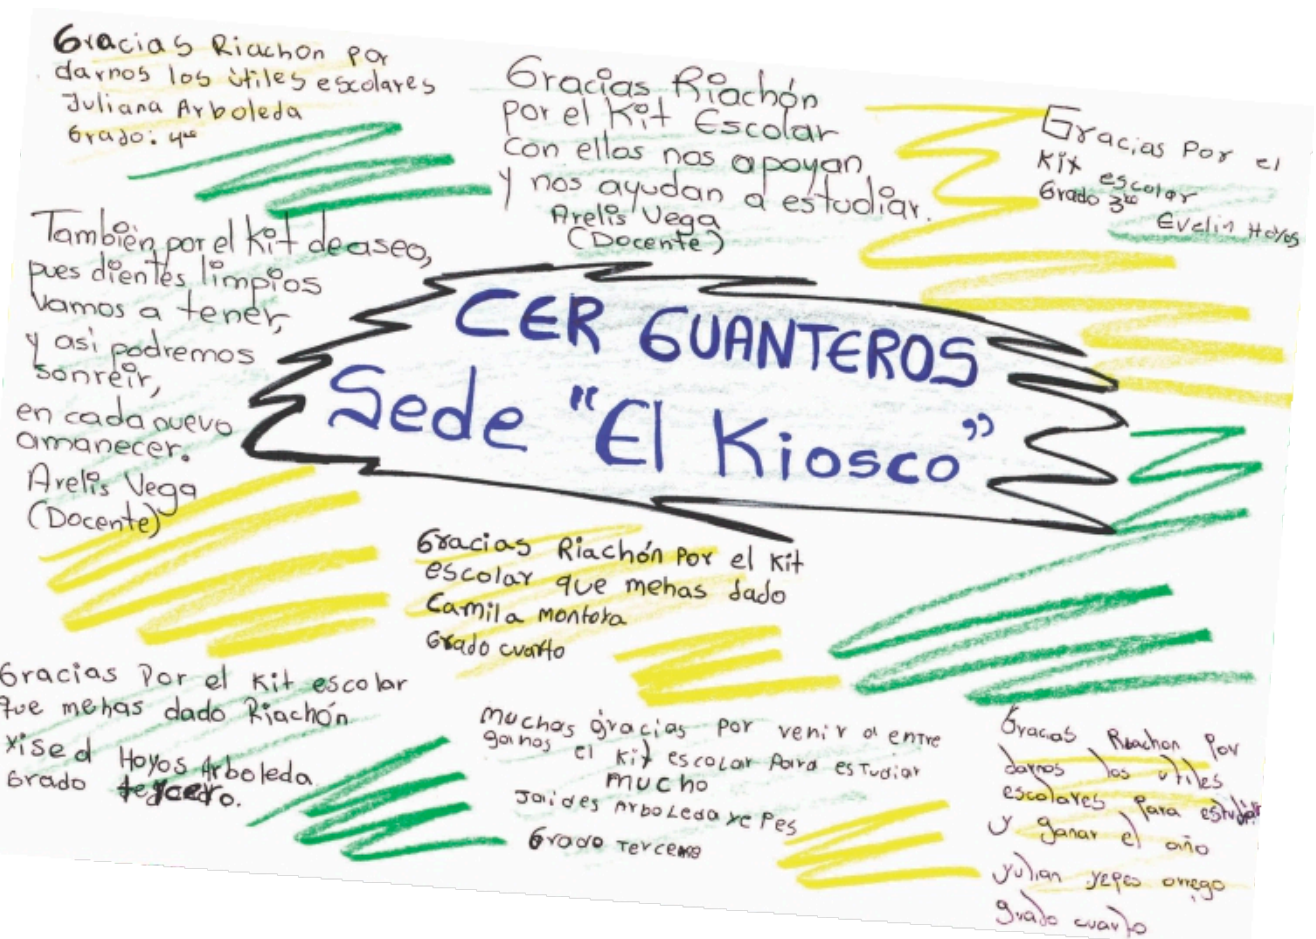 Gracias Riachon por
darnos los útiles escolares
Juliana Arboleda
Grado: 4to
Gracias Riachón
por el Kit Escolar
con ellos nos apoyan
y nos ayudan a estudiar.
Arelis Vega
(Docente)
Gracias Por el
Kit escolar
Grado 3ro
Evelin Hoyos
También por el Kit de aseo,
pues dientes limpios
vamos a tener,
y asi podremos
sonreir,
en cada nuevo
amanecer.
Arelis Vega
(Docente)
CER GUANTEROS
Sede "El Kiosco"
Gracias Riachón Por el Kit
escolar que mehas dado
Camila montoya
Grado cuarto
Gracias Por el Kit escolar
que mehas dado Riachón
Yised Hoyos Arboleda
Grado tercero.
muchas gracias por venir a entre
garnos el Kit escolar Para esTudiar
mucho
Jaides Arboleda Yepes
Grado Tercero
Gracias Riachon Por
darnos los utiles
escolares para estudiar
y ganar el año
yulian yepes orrego
grado cuarto